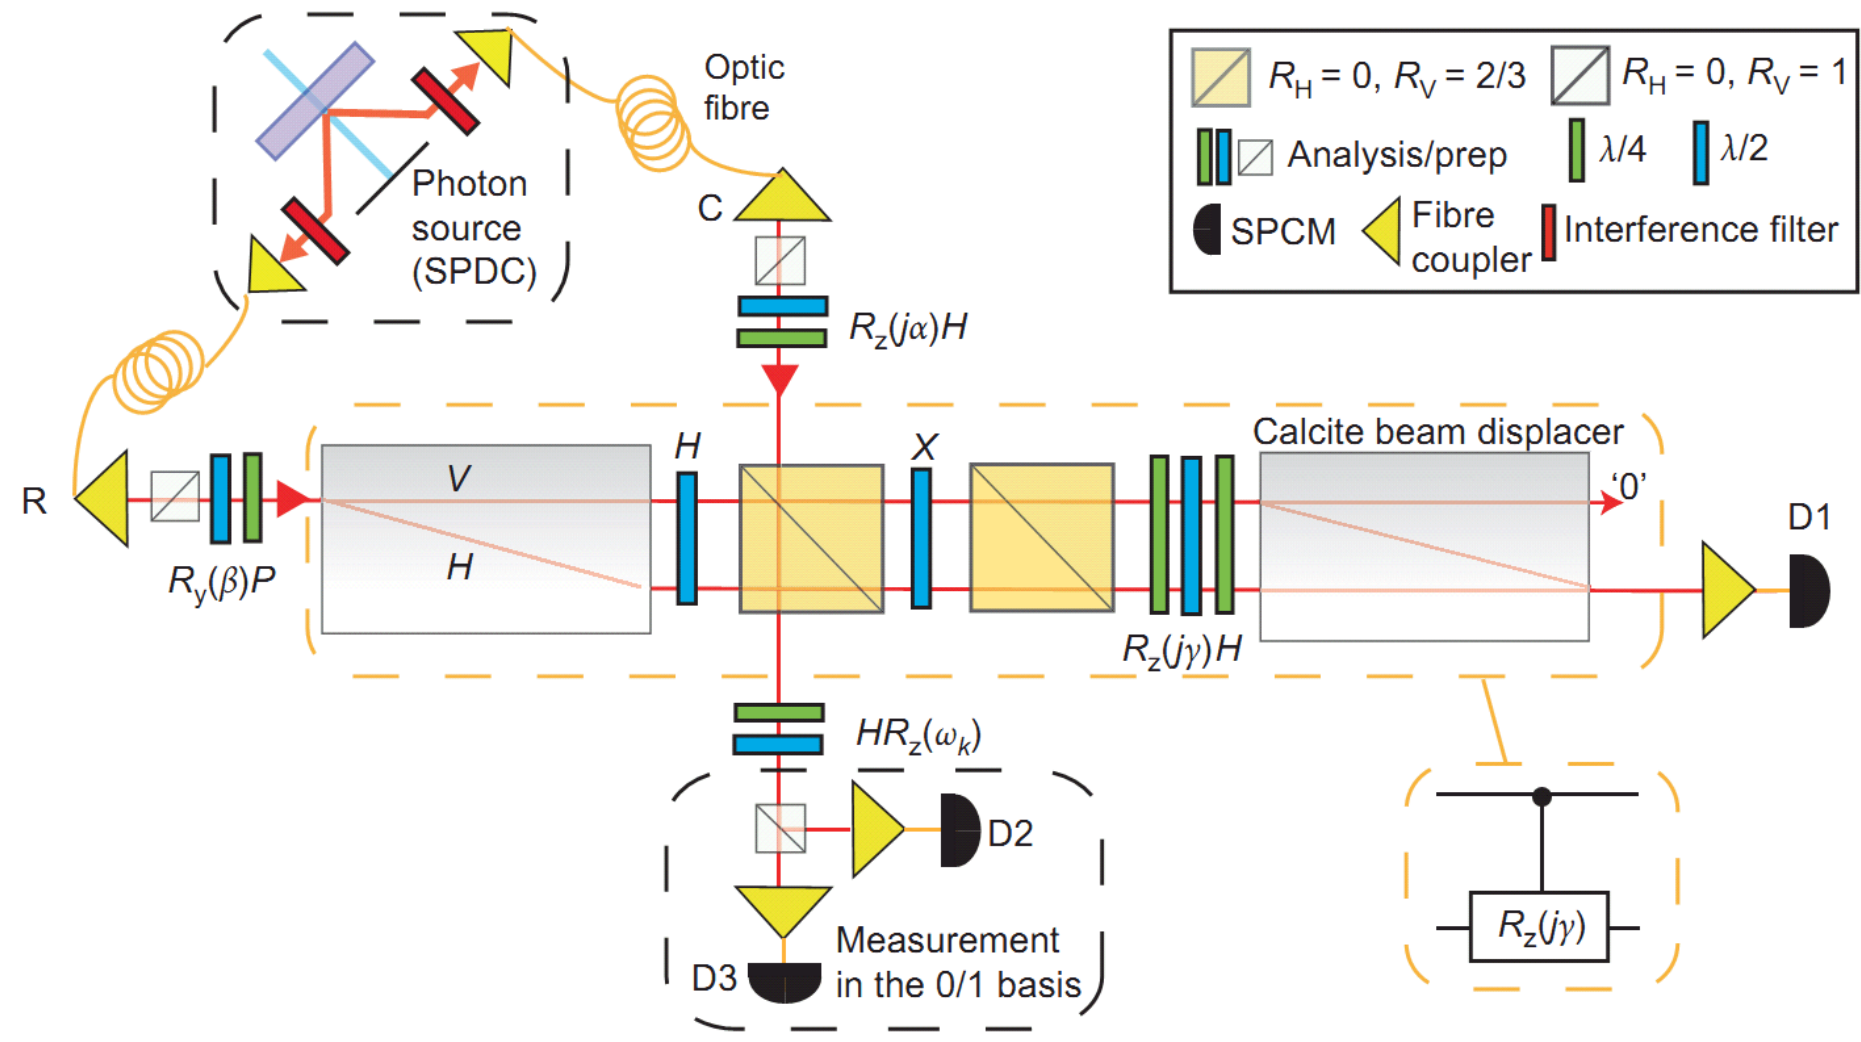 Optic
fibre
Photon
source
(SPDC)
R_H = 0, R_V = 2/3
R_H = 0, R_V = 1
Analysis/prep
λ/4
λ/2
SPCM
Fibre
coupler
Interference filter
C
R_z(jα)H
R
R_y(β)P
V
H
H
X
Calcite beam displacer
'0'
D1
R_z(jγ)H
HR_z(ω_k)
D2
D3
Measurement
in the 0/1 basis
R_z(jγ)